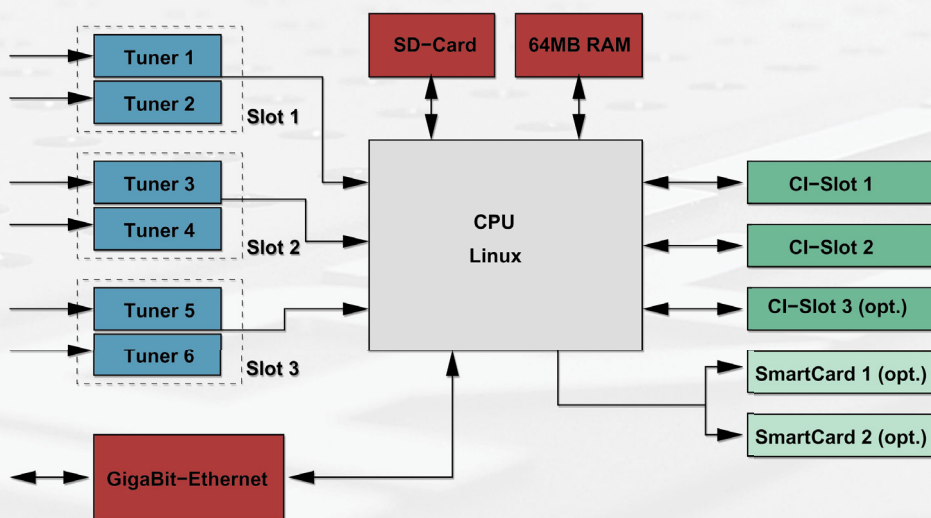 Tuner 1
Tuner 2
Slot 1
Tuner 3
Tuner 4
Slot 2
Tuner 5
Tuner 6
Slot 3
GigaBit−Ethernet
SD−Card
64MB RAM
CPU
Linux
CI−Slot 1
CI−Slot 2
CI−Slot 3 (opt.)
SmartCard 1 (opt.)
SmartCard 2 (opt.)